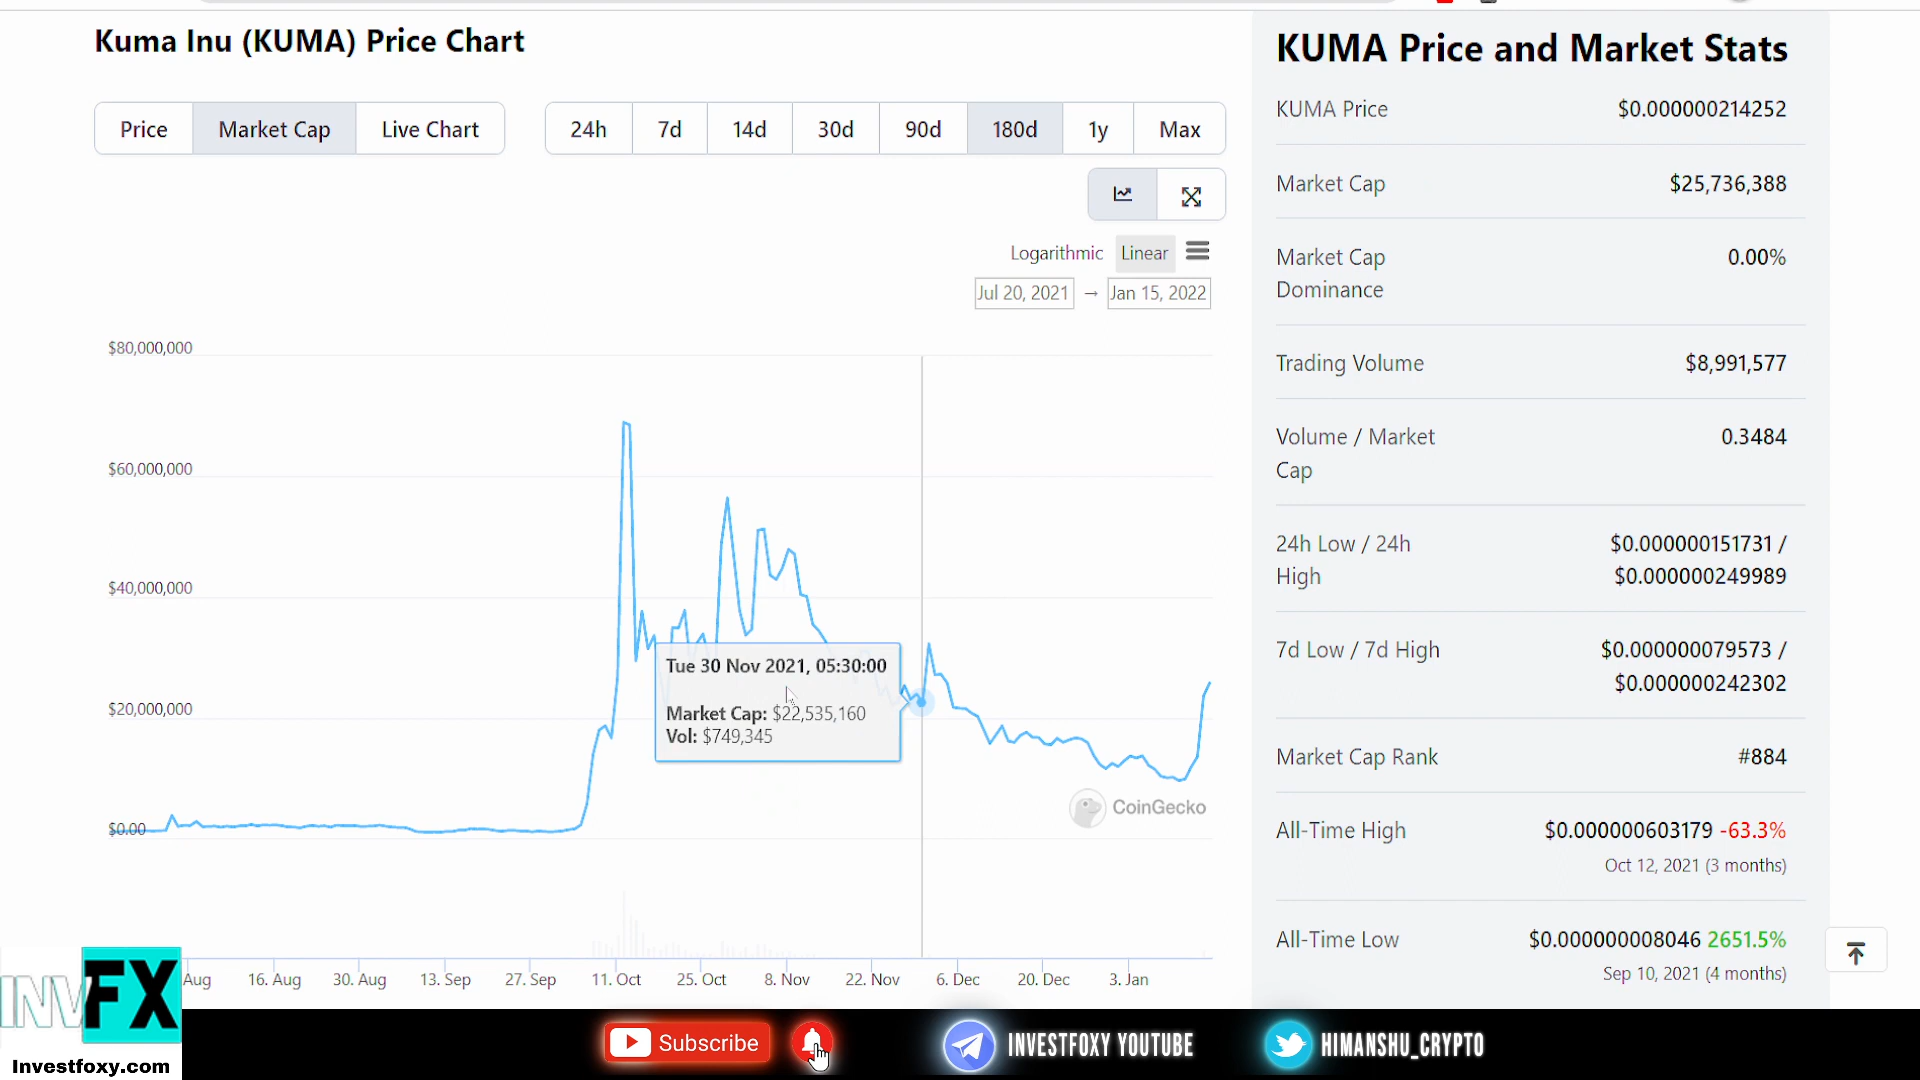 Kuma Inu (KUMA) Price Chart
Price Market Cap Live Chart
24h 7d 14d 30d 90d 180d 1y Max
Logarithmic Linear
Jul 20, 2021 → Jan 15, 2022
$80,000,000
$60,000,000
$40,000,000
$20,000,000
$0.00
Tue 30 Nov 2021, 05:30:00
Market Cap: $22,535,160
Vol: $749,345
CoinGecko
Aug 16. Aug 30. Aug 13. Sep 27. Sep 11. Oct 25. Oct 8. Nov 22. Nov 6. Dec 20. Dec 3. Jan
KUMA Price and Market Stats
KUMA Price $0.000000214252
Market Cap $25,736,388
Market Cap Dominance 0.00%
Trading Volume $8,991,577
Volume / Market Cap 0.3484
24h Low / 24h High $0.000000151731 / $0.000000249989
7d Low / 7d High $0.000000079573 / $0.000000242302
Market Cap Rank #884
All-Time High $0.000000603179 -63.3%
Oct 12, 2021 (3 months)
All-Time Low $0.000000008046 2651.5%
Sep 10, 2021 (4 months)
INV FX
Investfoxy.com
Subscribe
INVESTFOXY YOUTUBE
HIMANSHU_CRYPTO